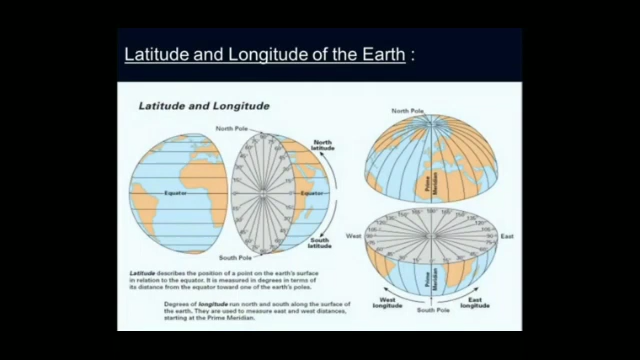 Latitude and Longitude of the Earth :
Latitude and Longitude
North Pole
North
latitude
Equator
Equator
South
latitude
South Pole
Latitude describes the position of a point on the earth's surface
in relation to the equator. It is measured in degrees in terms of
its distance from the equator toward one of the earth's poles.
Degrees of longitude run north and south along the surface of
the earth. They are used to measure east and west distances,
starting at the Prime Meridian.
North Pole
Prime
Meridian
West
East
Prime
Meridian
West
longitude
East
longitude
South Pole